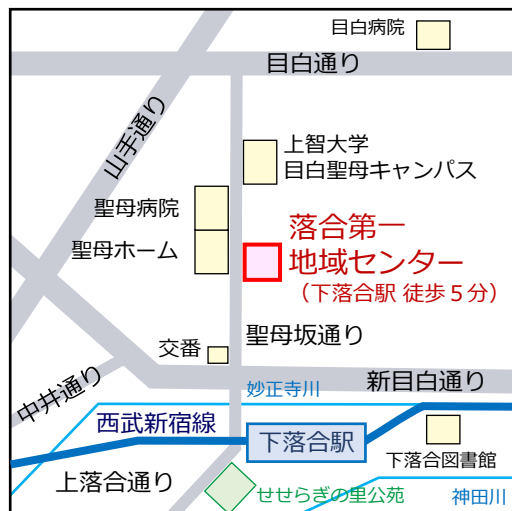 目白病院
目白通り
山手通り
上智大学
目白聖母キャンパス
聖母病院
聖母ホーム
落合第一
地域センター
（下落合駅 徒歩５分）
聖母坂通り
交番
中井通り
新目白通り
妙正寺川
西武新宿線
下落合駅
下落合図書館
上落合通り
せせらぎの里公苑
神田川